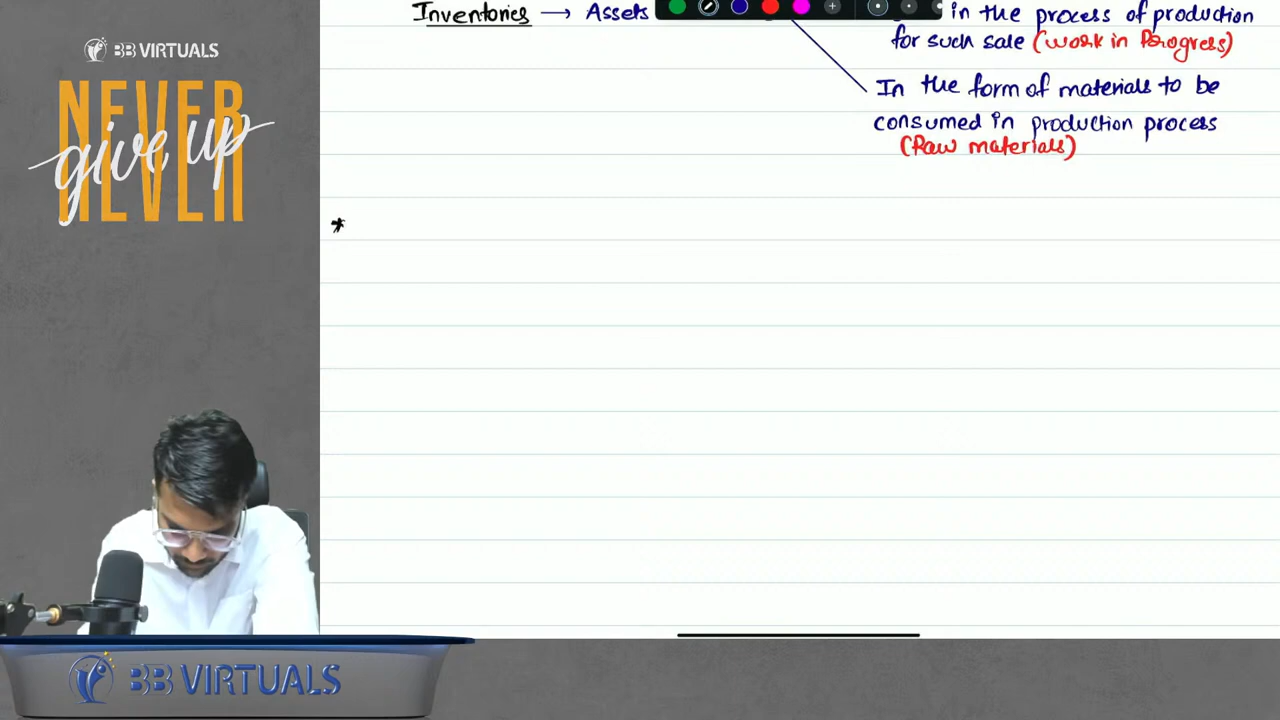 BB VIRTUALS
NEVER
give up
NEVER
Inventories → Assets
in the process of production
for such sale (work in Progress)
In the form of materials to be
consumed in production process
(Raw materials)
*
BB VIRTUALS